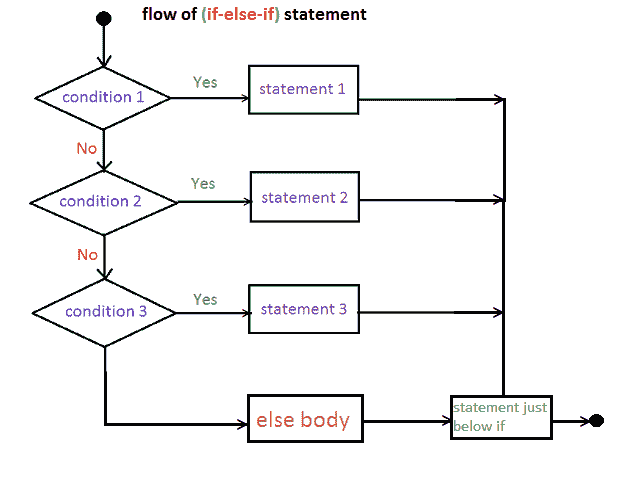 flow of (if-else-if) statement
condition 1
Yes
statement 1
No
condition 2
Yes
statement 2
No
condition 3
Yes
statement 3
else body
statement just
below if